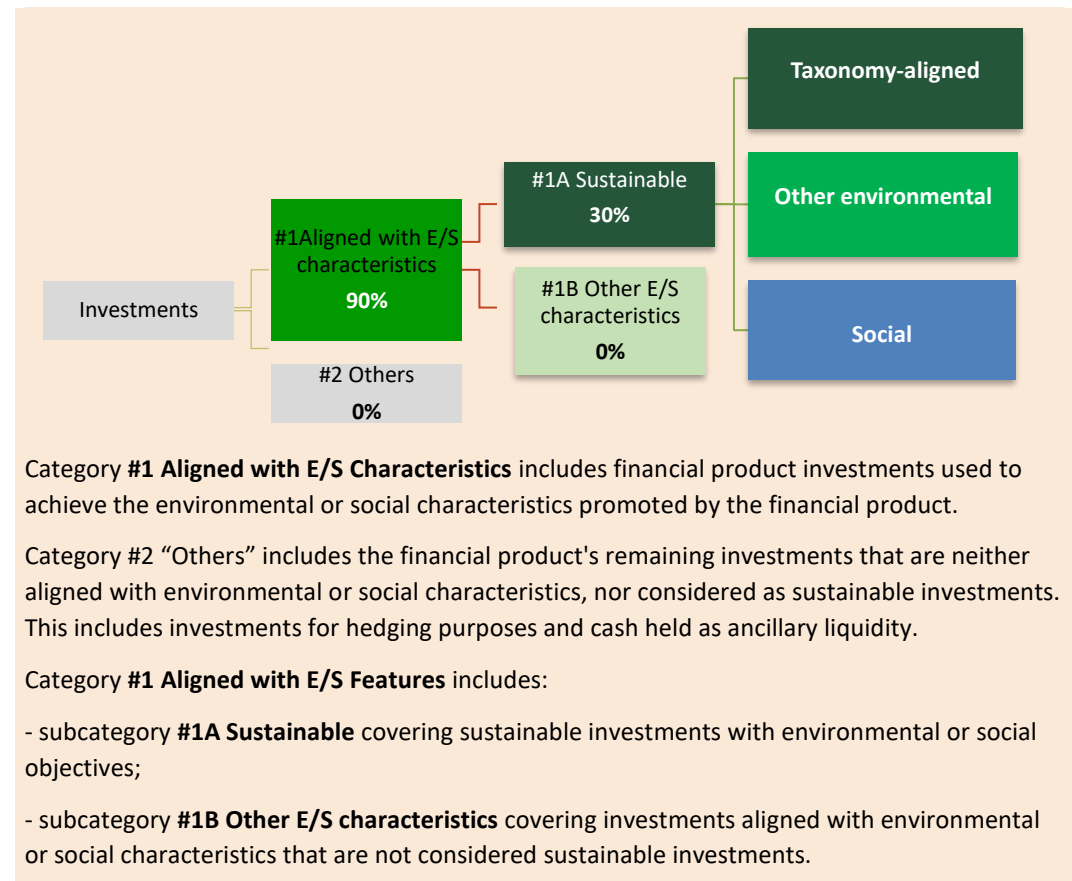 Taxonomy-aligned
#1A Sustainable
30%
Other environmental
#1Aligned with E/S
characteristics
90%
Investments
#1B Other E/S
characteristics
0%
Social
#2 Others
0%
Category #1 Aligned with E/S Characteristics includes financial product investments used to
achieve the environmental or social characteristics promoted by the financial product.
Category #2 “Others” includes the financial product's remaining investments that are neither
aligned with environmental or social characteristics, nor considered as sustainable investments.
This includes investments for hedging purposes and cash held as ancillary liquidity.
Category #1 Aligned with E/S Features includes:
- subcategory #1A Sustainable covering sustainable investments with environmental or social
objectives;
- subcategory #1B Other E/S characteristics covering investments aligned with environmental
or social characteristics that are not considered sustainable investments.